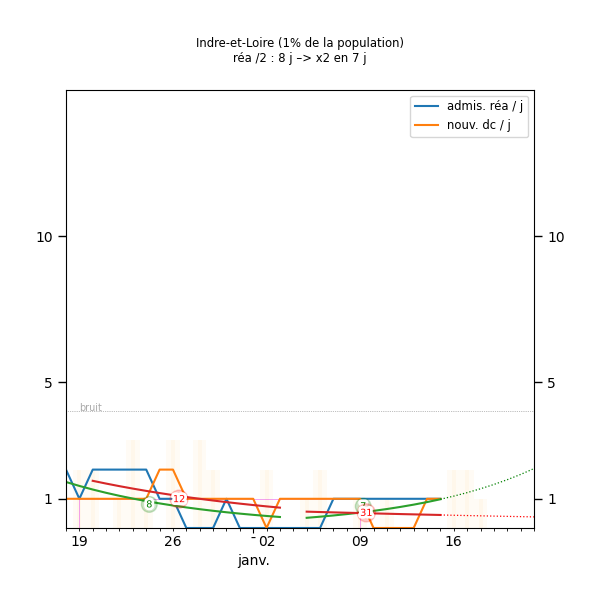 Indre-et-Loire (1% de la population)
réa /2 : 8 j –> x2 en 7 j
admis. réa / j
nouv. dc / j
10 10
5 5
bruit
1 1
8 12 31
19 26 02 09 16
janv.